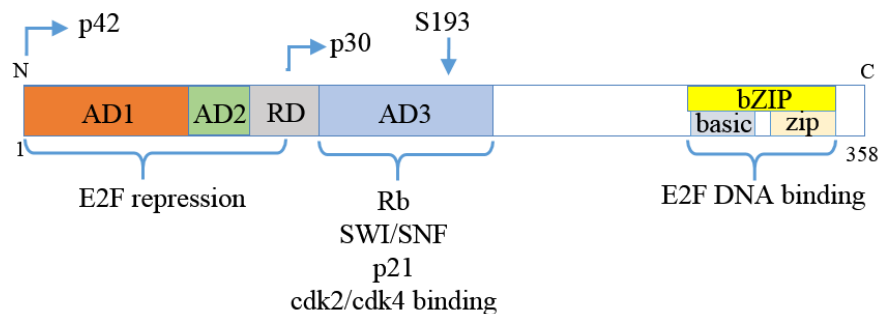 p42
S193
p30
N
C
AD1
AD2
RD
AD3
bZIP
basic
zip
1
358
E2F repression
Rb
SWI/SNF
p21
cdk2/cdk4 binding
E2F DNA binding